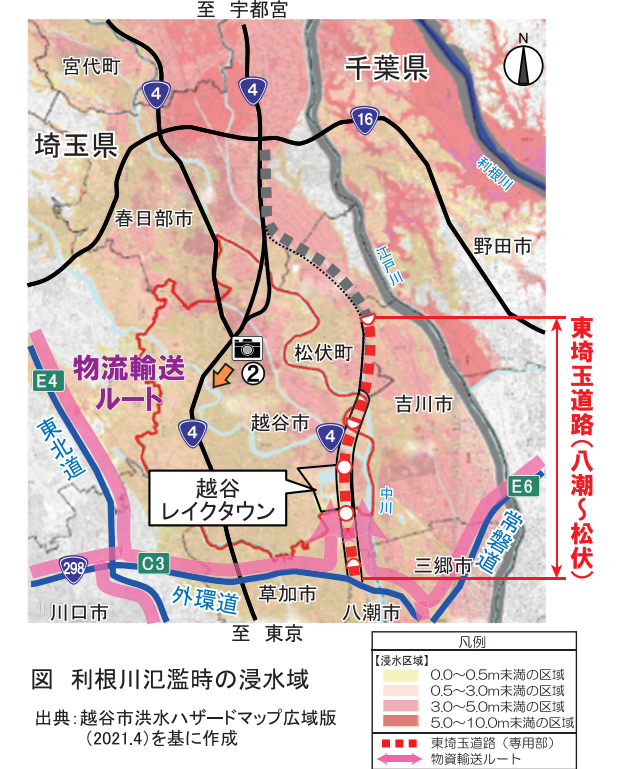 至 宇都宮
N
宮代町
千葉県
4
4
16
埼玉県
利根川
春日部市
野田市
江戸川
東埼玉道路(八潮～松伏)
物流輸送
ルート
②
松伏町
E4
吉川市
越谷市
4
4
東北道
越谷
レイクタウン
中川
E6
常磐道
298
C3
三郷市
外環道
草加市
川口市
八潮市
至 東京
凡例
【浸水区域】
0.0～0.5m未満の区域
0.5～3.0m未満の区域
3.0～5.0m未満の区域
5.0～10.0m未満の区域
東埼玉道路(専用部)
物資輸送ルート
図 利根川氾濫時の浸水域
出典:越谷市洪水ハザードマップ広域版
(2021.4)を基に作成